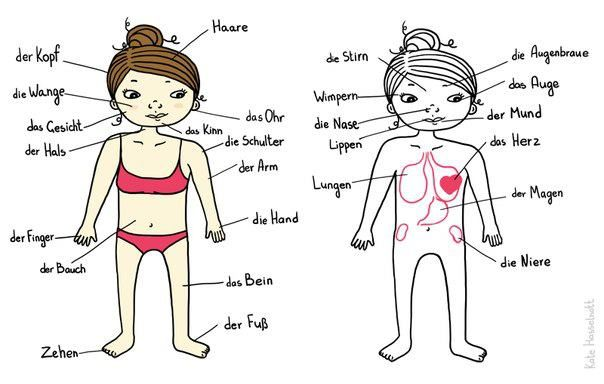 Haare
der Kopf
die Wange
das Gesicht
der Hals
das Ohr
das Kinn
die Schulter
der Arm
die Hand
der Finger
der Bauch
das Bein
der Fuß
Zehen
die Stirn
die Augenbraue
das Auge
Wimpern
der Mund
die Nase
Lippen
das Herz
Lungen
der Magen
die Niere
Kate Hasselnott